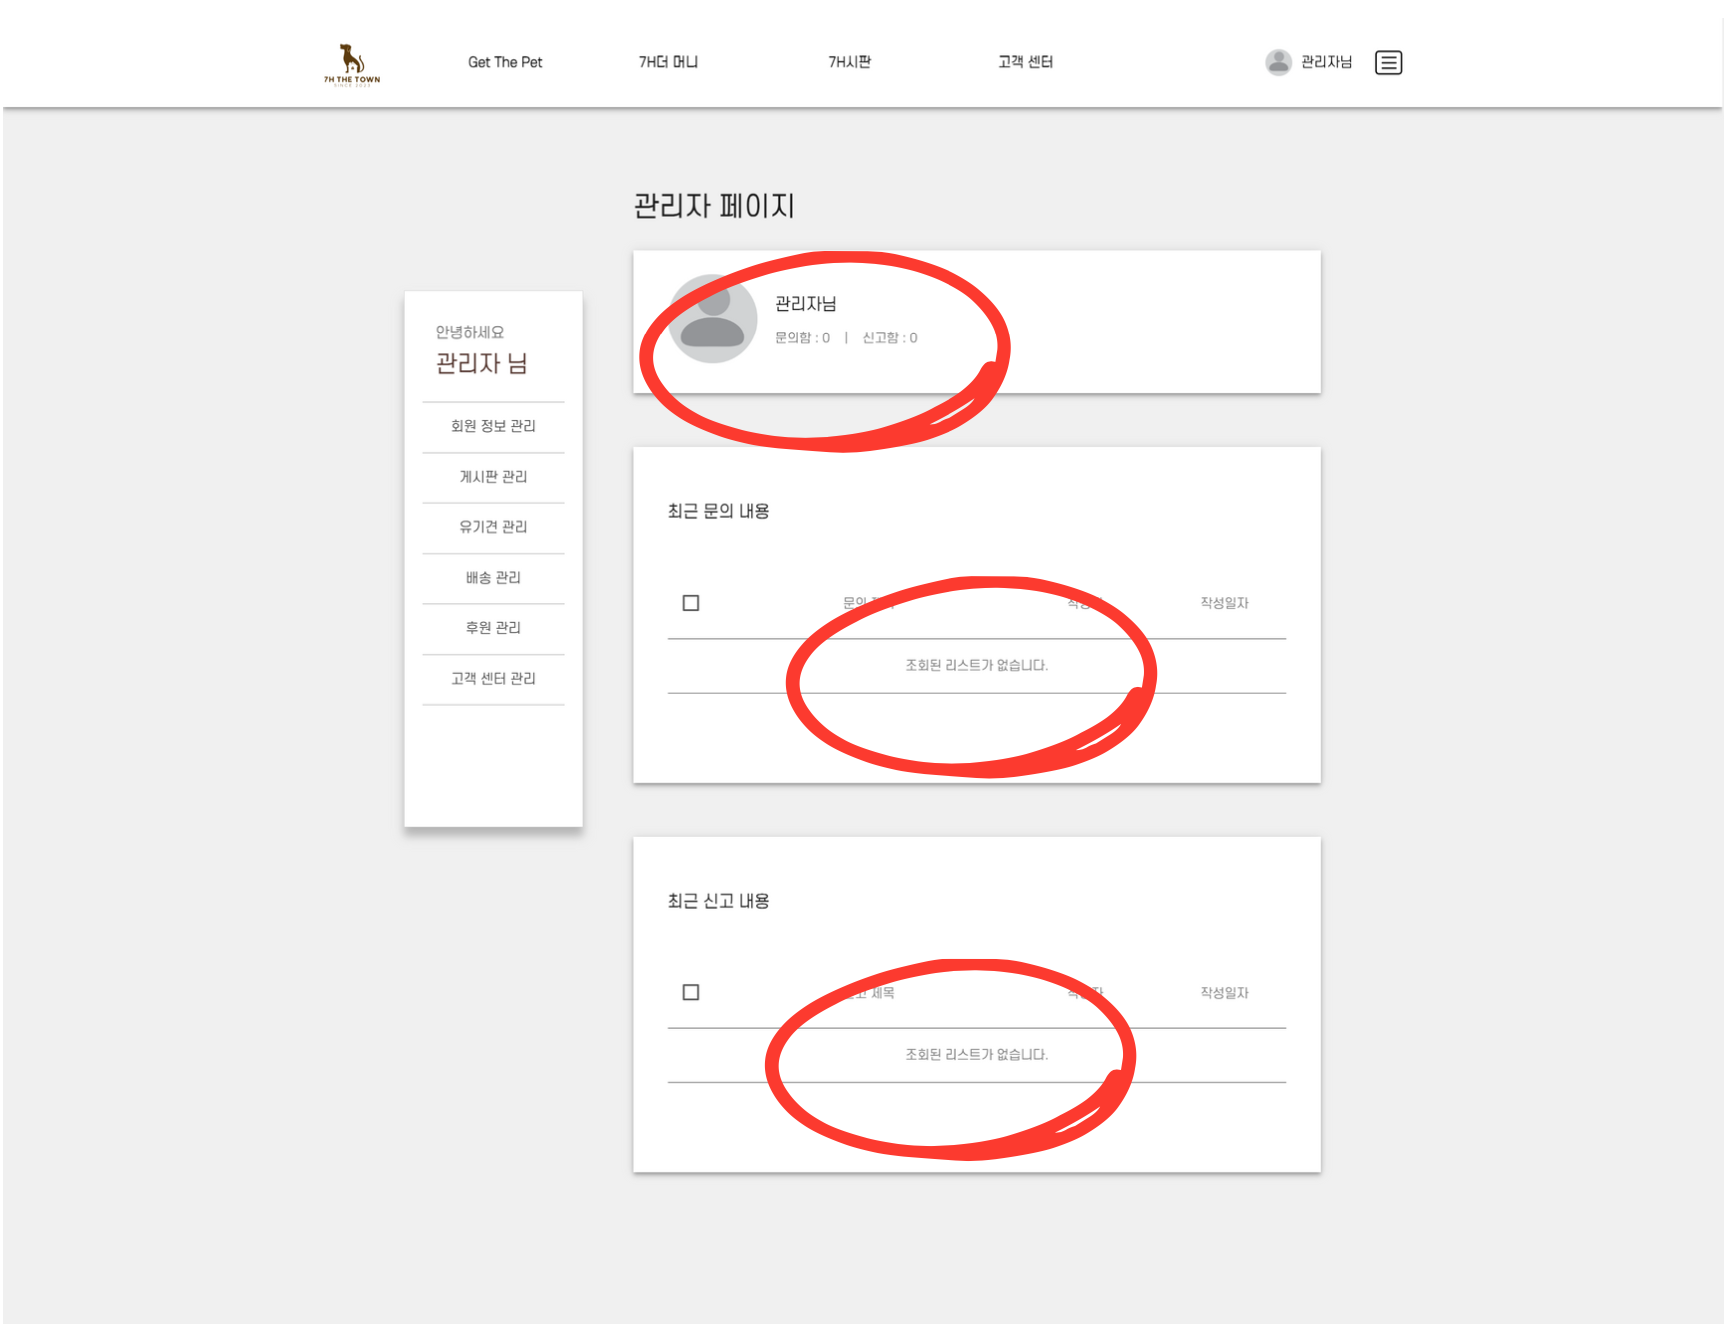 7H THE TOWN
SINCE 2023
Get The Pet
7H더 머니
7H시판
고객 센터
관리자님
관리자 페이지
관리자님
문의함 : 0 | 신고함 : 0
안녕하세요
관리자 님
회원 정보 관리
게시판 관리
유기견 관리
배송 관리
후원 관리
고객 센터 관리
최근 문의 내용
문의
작성일자
조회된 리스트가 없습니다.
최근 신고 내용
제목
작성일자
조회된 리스트가 없습니다.